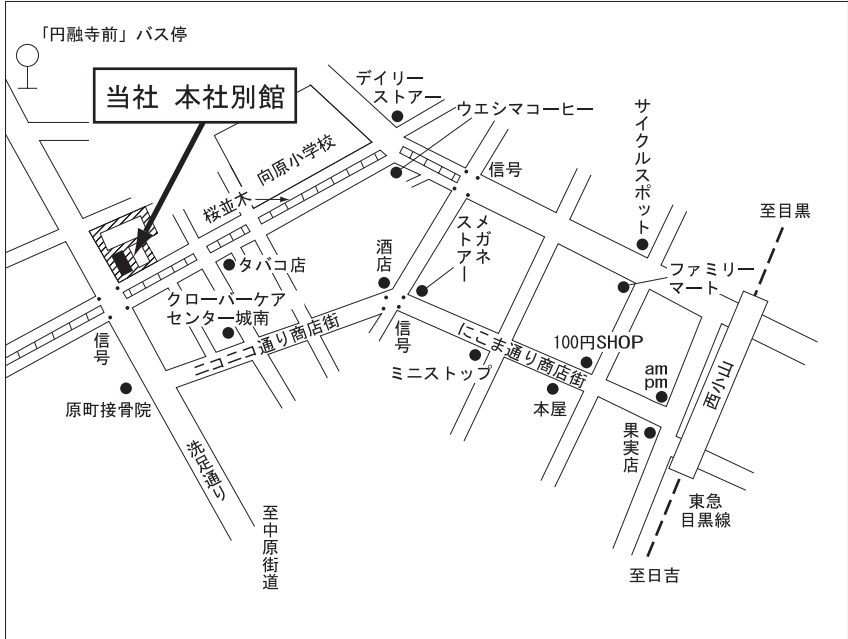 「円融寺前」バス停
当社 本社別館
デイリー
ストアー
ウエシマコーヒー
サイクルスポット
向原小学校
桜並木
信号
至目黒
メガネ
ストアー
酒店
タバコ店
ファミリー
マート
クローバーケア
センター城南
信号
ニコニコ通り商店街
信号
にこま通り商店街
100円SHOP
ミニストップ
am
pm
西小山
原町接骨院
本屋
果実店
洗足通り
東急
目黒線
至中原街道
至日吉